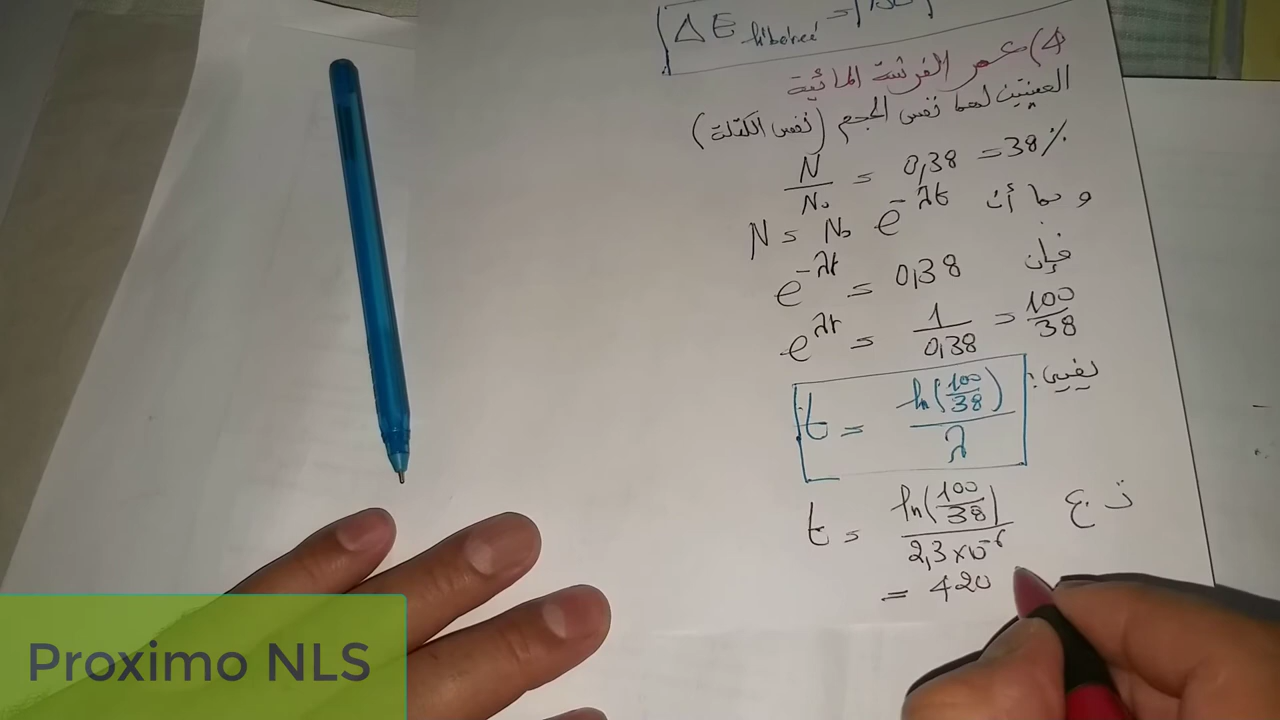 ΔE libérée =
4) عمر الفرشة المائية
العينتين لهما نفس الحجم (نفس الكتلة)
N/N₀ = 0,38 = 38%
وبما أن N = N₀ e^-λt
فإن e^-λt = 0,38
e^λt = 1/0,38 = 100/38
يعني: t = ln(100/38)/λ
ت ع t = ln(100/38)/2,3×10^-6
= 420
Proximo NLS